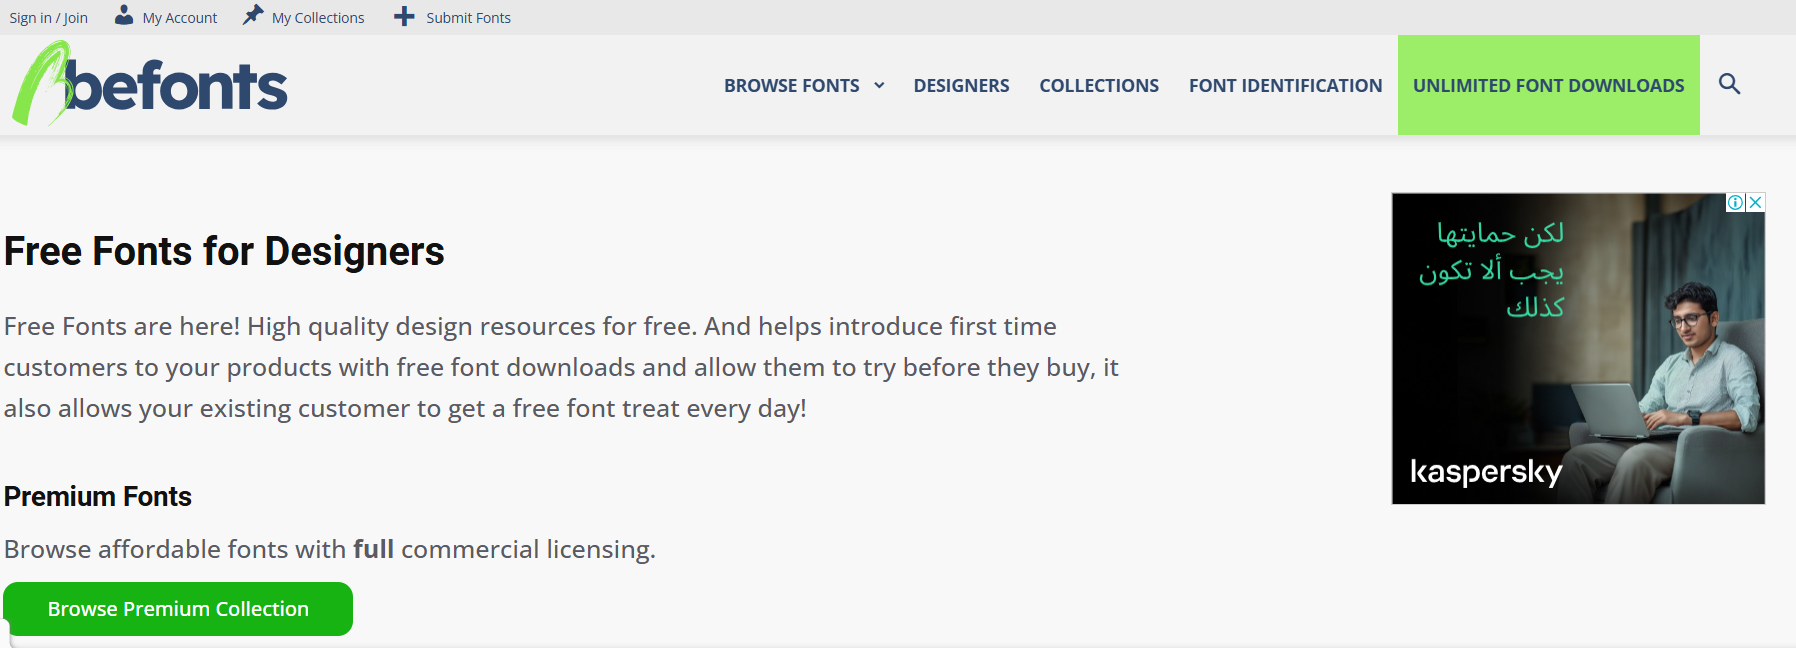 Sign in / Join My Account My Collections Submit Fonts
befonts
BROWSE FONTS DESIGNERS COLLECTIONS FONT IDENTIFICATION UNLIMITED FONT DOWNLOADS
Free Fonts for Designers
Free Fonts are here! High quality design resources for free. And helps introduce first time
customers to your products with free font downloads and allow them to try before they buy, it
also allows your existing customer to get a free font treat every day!
Premium Fonts
Browse affordable fonts with full commercial licensing.
Browse Premium Collection
لكن حمايتها
يجب ألا تكون
كذلك
kaspersky